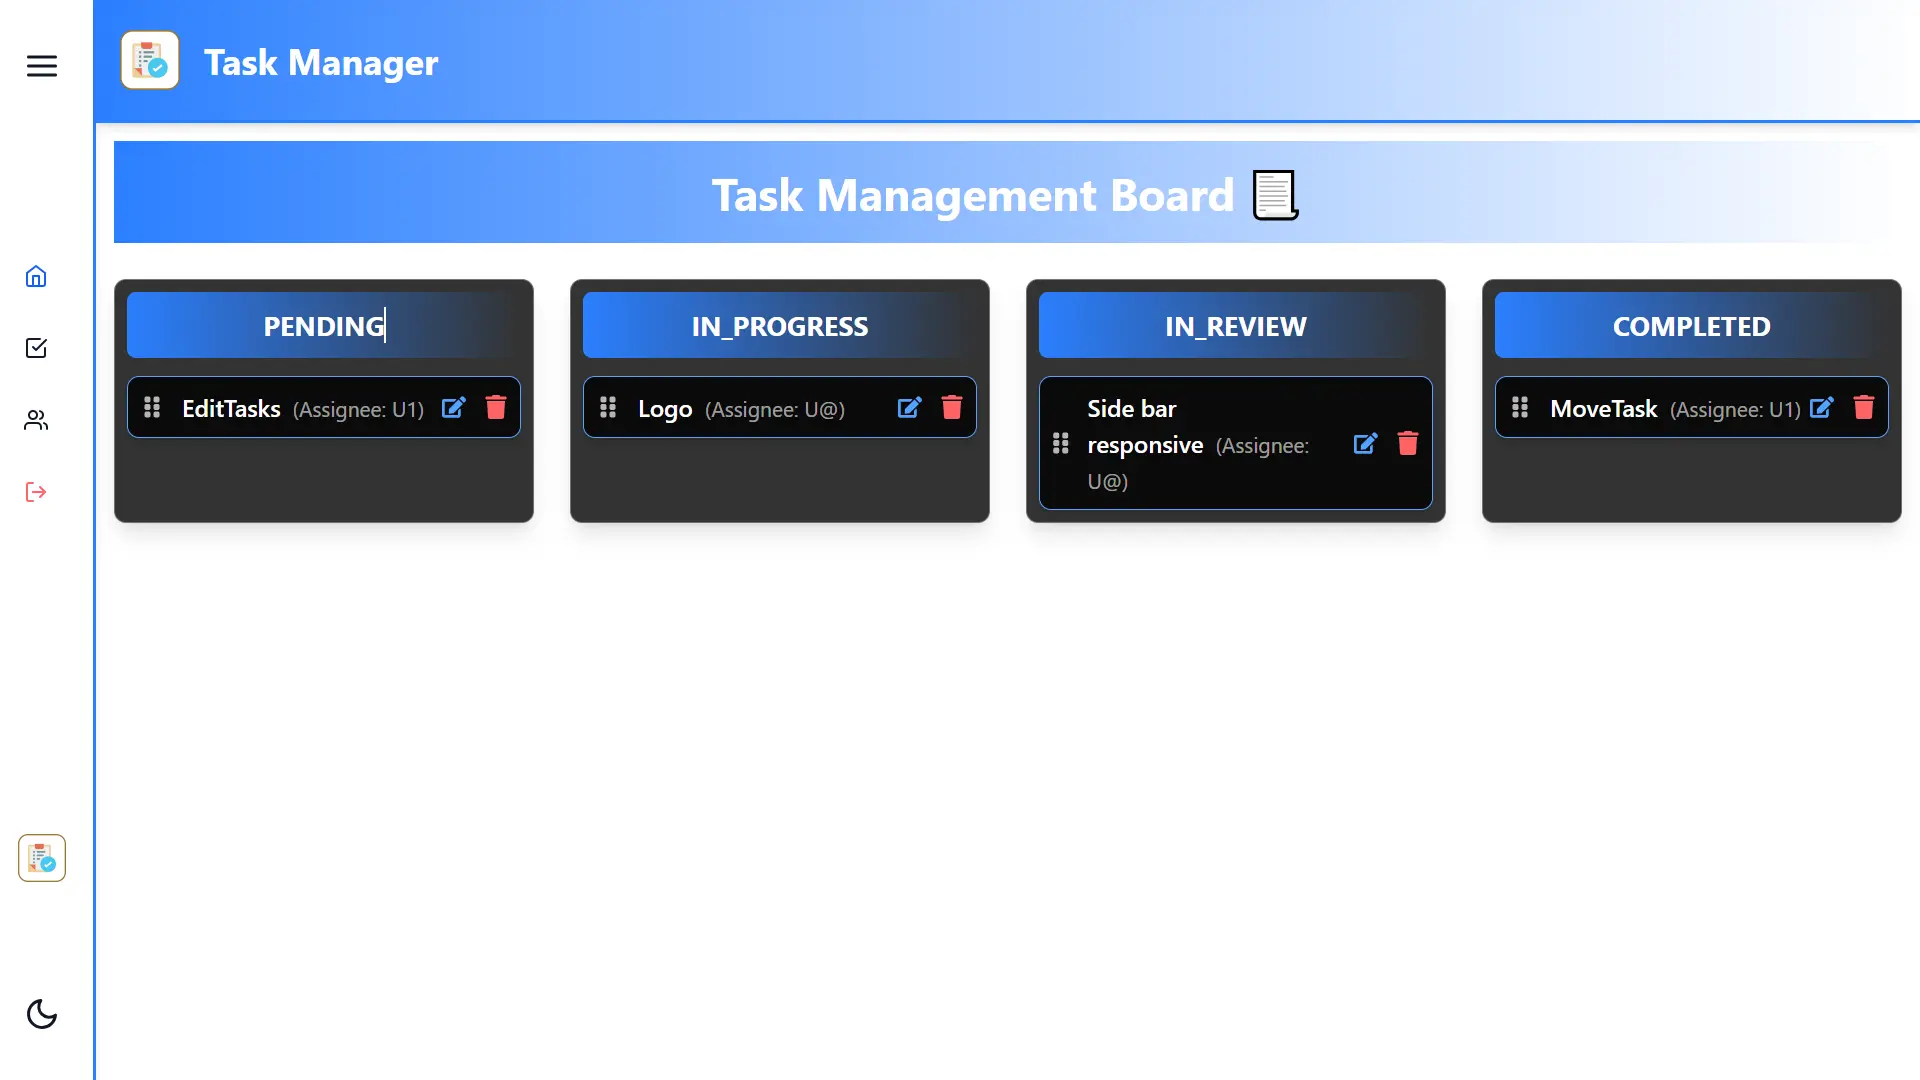 Task Manager
Task Management Board
PENDING
EditTasks (Assignee: U1)
IN_PROGRESS
Logo (Assignee: U@)
IN_REVIEW
Side bar
responsive (Assignee:
U@)
COMPLETED
MoveTask (Assignee: U1)